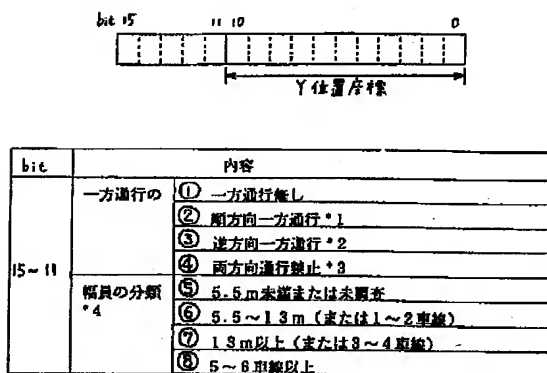 bit 15 11 10 0
Y位置座標
bit 内容
15~11 一方通行の ① 一方通行無し
② 順方向一方通行*1
③ 逆方向一方通行*2
④ 両方向通行禁止*3
幅員の分類 *4 ⑤ 5.5m未満または未調査
⑥ 5.5~13m(または1~2車線)
⑦ 13m以上(または3~4車線)
⑧ 5~6車線以上